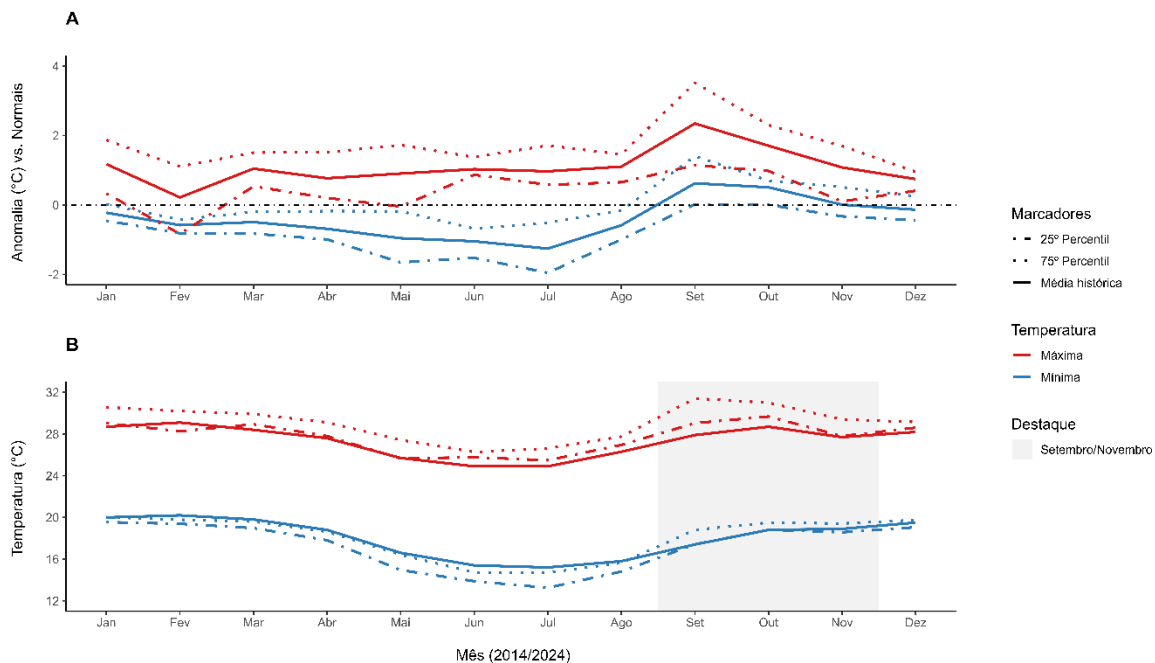 A
Anomalia (°C) vs. Normais
4
2
0
-2
Jan Fev Mar Abr Mai Jun Jul Ago Set Out Nov Dez
B
Temperatura (°C)
32
28
24
20
16
12
Jan Fev Mar Abr Mai Jun Jul Ago Set Out Nov Dez
Mês (2014/2024)
Marcadores
25º Percentil
75º Percentil
Média histórica
Temperatura
Máxima
Mínima
Destaque
Setembro/Novembro